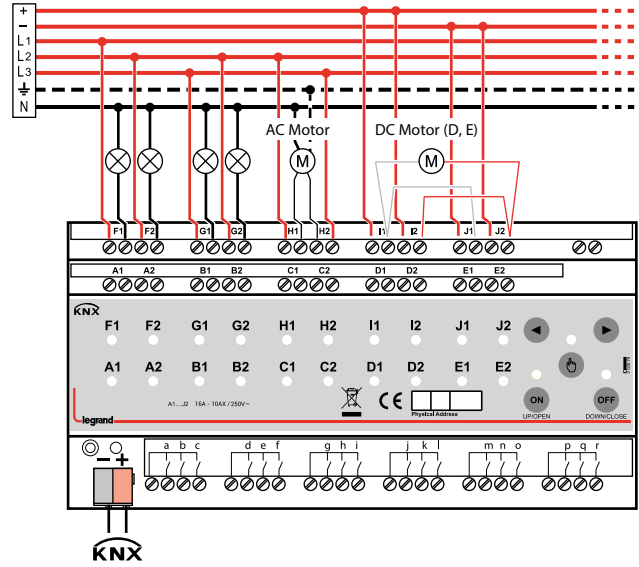 +
−
L1
L2
L3
N
AC Motor
DC Motor (D, E)
M
M
F1 F2 G1 G2 H1 H2 I1 I2 J1 J2
A1 A2 B1 B2 C1 C2 D1 D2 E1 E2
KNX
F1 F2 G1 G2 H1 H2 I1 I2 J1 J2
A1 A2 B1 B2 C1 C2 D1 D2 E1 E2
A1....J2 16A - 10AX / 250V~
CE
Physical Address
ON
OFF
UP/OPEN
DOWN/CLOSE
legrand
a b c d e f g h i j k l m n o p q r
− +
KNX